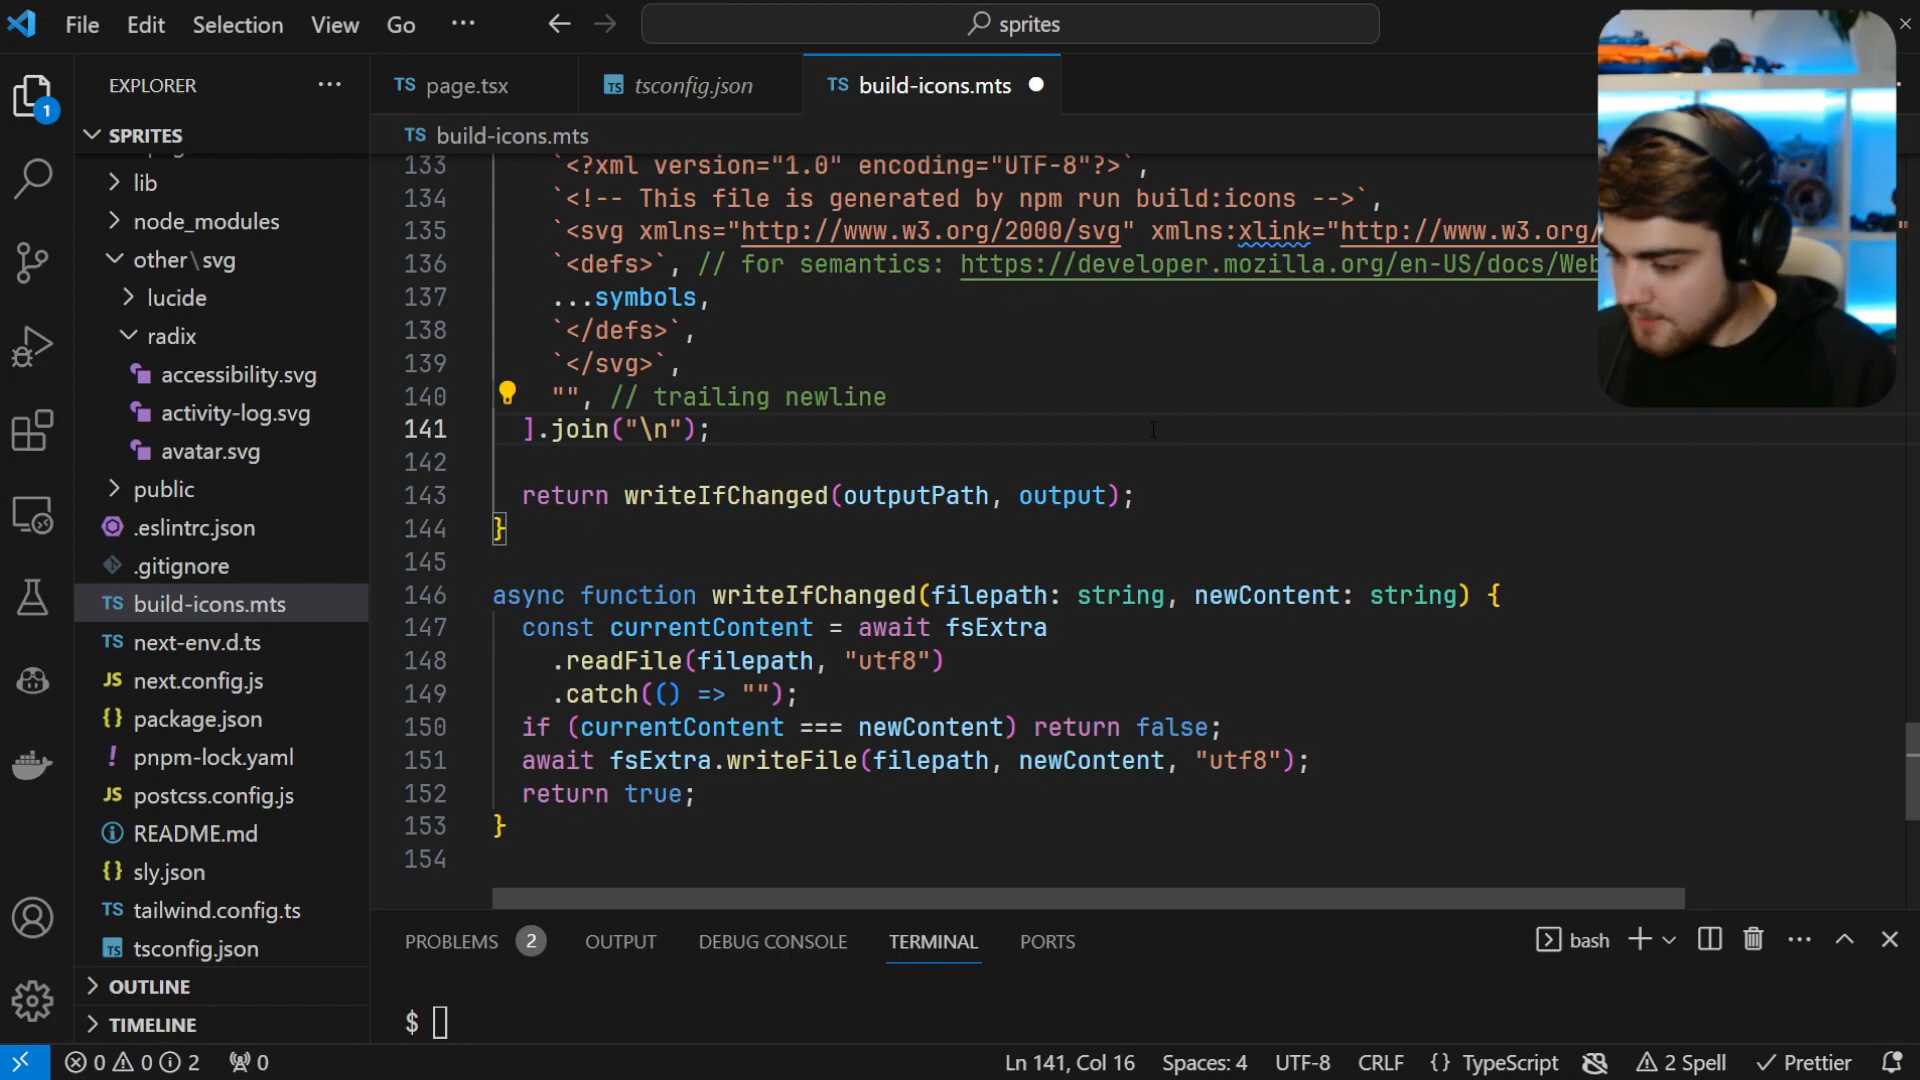 File Edit Selection View Go ··· sprites
EXPLORER ···
SPRITES
lib
node_modules
other\svg
lucide
radix
accessibility.svg
activity-log.svg
avatar.svg
public
.eslintrc.json
.gitignore
build-icons.mts
next-env.d.ts
next.config.js
package.json
pnpm-lock.yaml
postcss.config.js
README.md
sly.json
tailwind.config.ts
tsconfig.json
OUTLINE
TIMELINE
TS page.tsx
tsconfig.json
TS build-icons.mts
TS build-icons.mts
133 `<?xml version="1.0" encoding="UTF-8"?>`,
134 `<!-- This file is generated by npm run build:icons -->`,
135 `<svg xmlns="http://www.w3.org/2000/svg" xmlns:xlink="http://www.w3.org/
136 `<defs>`, // for semantics: https://developer.mozilla.org/en-US/docs/Web
137 ...symbols,
138 `</defs>`,
139 `</svg>`,
140 "", // trailing newline
141 ].join("\n");
142
143 return writeIfChanged(outputPath, output);
144 }
145
146 async function writeIfChanged(filepath: string, newContent: string) {
147 const currentContent = await fsExtra
148 .readFile(filepath, "utf8")
149 .catch(() => "");
150 if (currentContent === newContent) return false;
151 await fsExtra.writeFile(filepath, newContent, "utf8");
152 return true;
153 }
154
PROBLEMS 2 OUTPUT DEBUG CONSOLE TERMINAL PORTS bash
$
0 0 2 0 Ln 141, Col 16 Spaces: 4 UTF-8 CRLF {} TypeScript 2 Spell Prettier